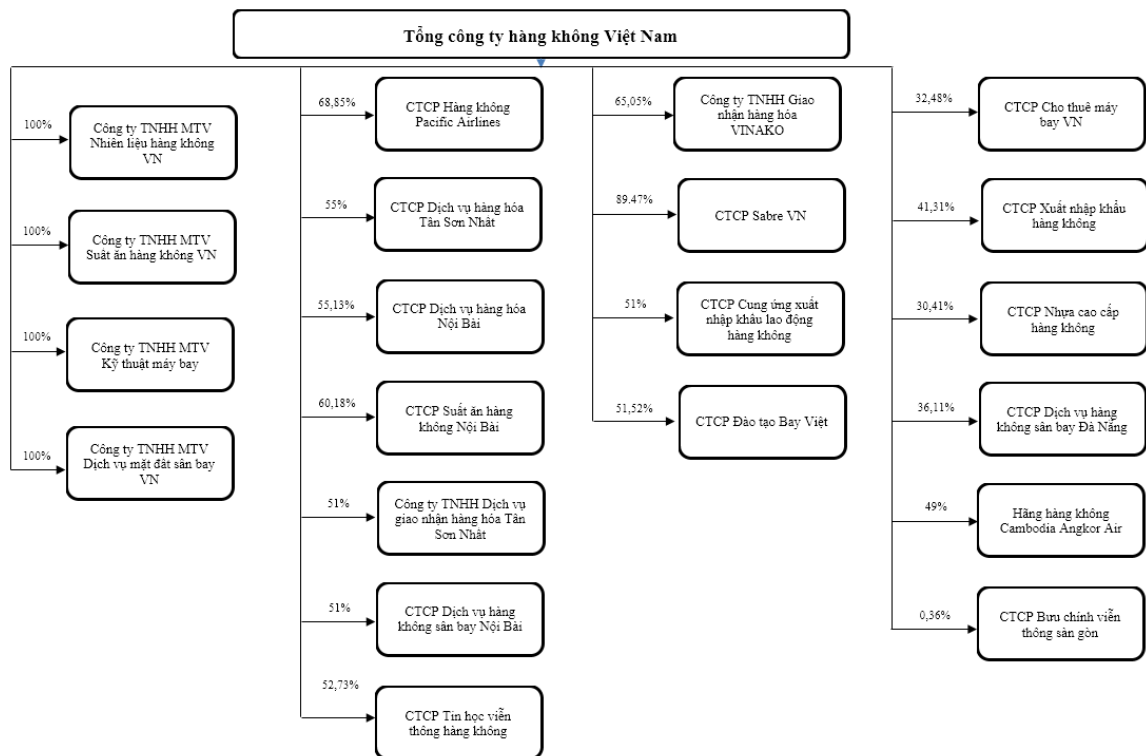 Tổng công ty hàng không Việt Nam
100%
Công ty TNHH MTV
Nhiên liệu hàng không
VN
100%
Công ty TNHH MTV
Suất ăn hàng không VN
100%
Công ty TNHH MTV
Kỹ thuật máy bay
100%
Công ty TNHH MTV
Dịch vụ mặt đất sân bay
VN
68,85%
CTCP Hàng không
Pacific Airlines
55%
CTCP Dịch vụ hàng hóa
Tân Sơn Nhất
55,13%
CTCP Dịch vụ hàng hóa
Nội Bài
60,18%
CTCP Suất ăn hàng
không Nội Bài
51%
Công ty TNHH Dịch vụ
giao nhận hàng hóa Tân
Sơn Nhất
51%
CTCP Dịch vụ hàng
không sân bay Nội Bài
52,73%
CTCP Tin học viễn
thông hàng không
65,05%
Công ty TNHH Giao
nhận hàng hóa
VINAKO
89.47%
CTCP Sabre VN
51%
CTCP Cung ứng xuất
nhập khẩu lao động
hàng không
51,52%
CTCP Đào tạo Bay Việt
32,48%
CTCP Cho thuê máy
bay VN
41,31%
CTCP Xuất nhập khẩu
hàng không
30,41%
CTCP Nhựa cao cấp
hàng không
36,11%
CTCP Dịch vụ hàng
không sân bay Đà Nẵng
49%
Hãng hàng không
Cambodia Angkor Air
0,36%
CTCP Bưu chính viễn
thông sàn gòn